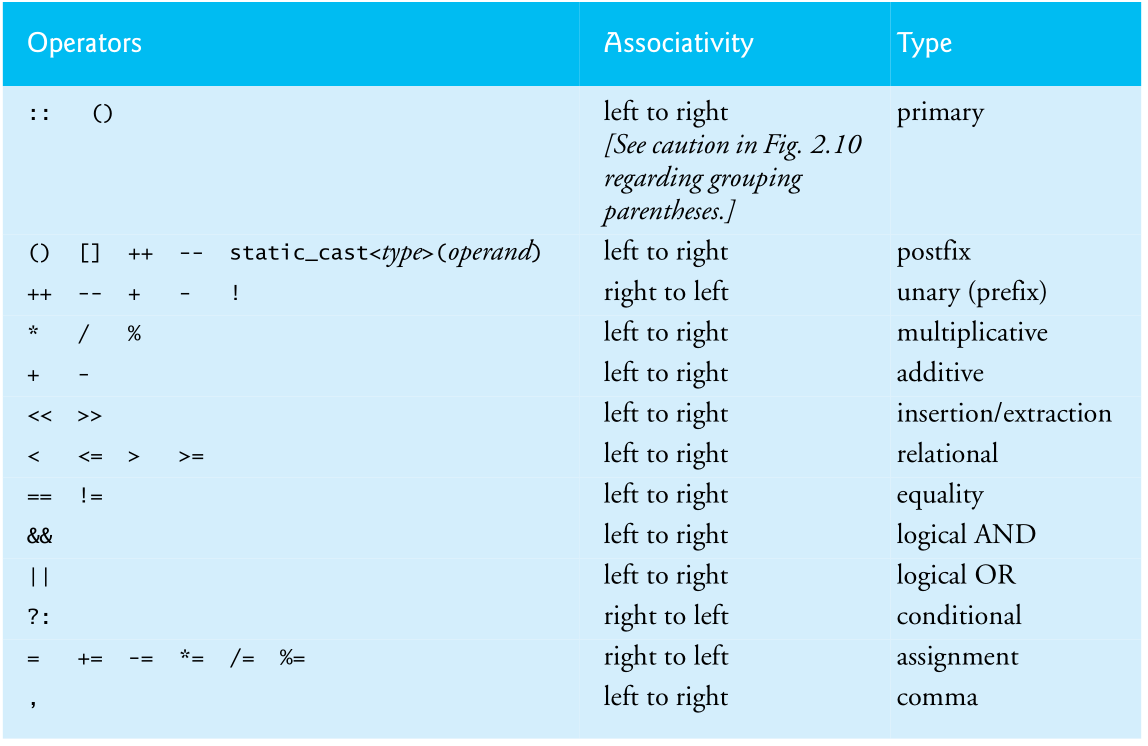 Operators Associativity Type
:: () left to right primary
[See caution in Fig. 2.10
regarding grouping
parentheses.]
() [] ++ -- static_cast<type>(operand) left to right postfix
++ -- + - ! right to left unary (prefix)
* / % left to right multiplicative
+ - left to right additive
<< >> left to right insertion/extraction
< <= > >= left to right relational
== != left to right equality
&& left to right logical AND
|| left to right logical OR
?: right to left conditional
= += -= *= /= %= right to left assignment
, left to right comma